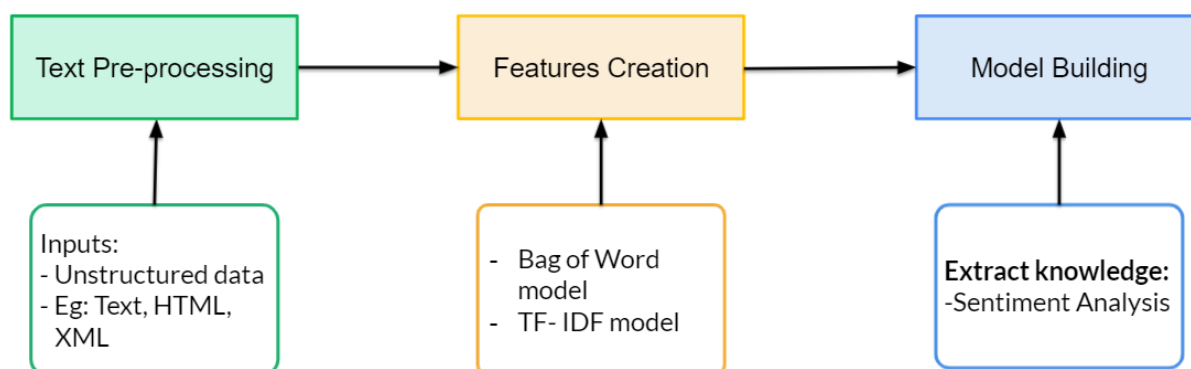 Text Pre-processing
Features Creation
Model Building
Inputs:
- Unstructured data
- Eg: Text, HTML,
XML
- Bag of Word
model
- TF- IDF model
Extract knowledge:
-Sentiment Analysis